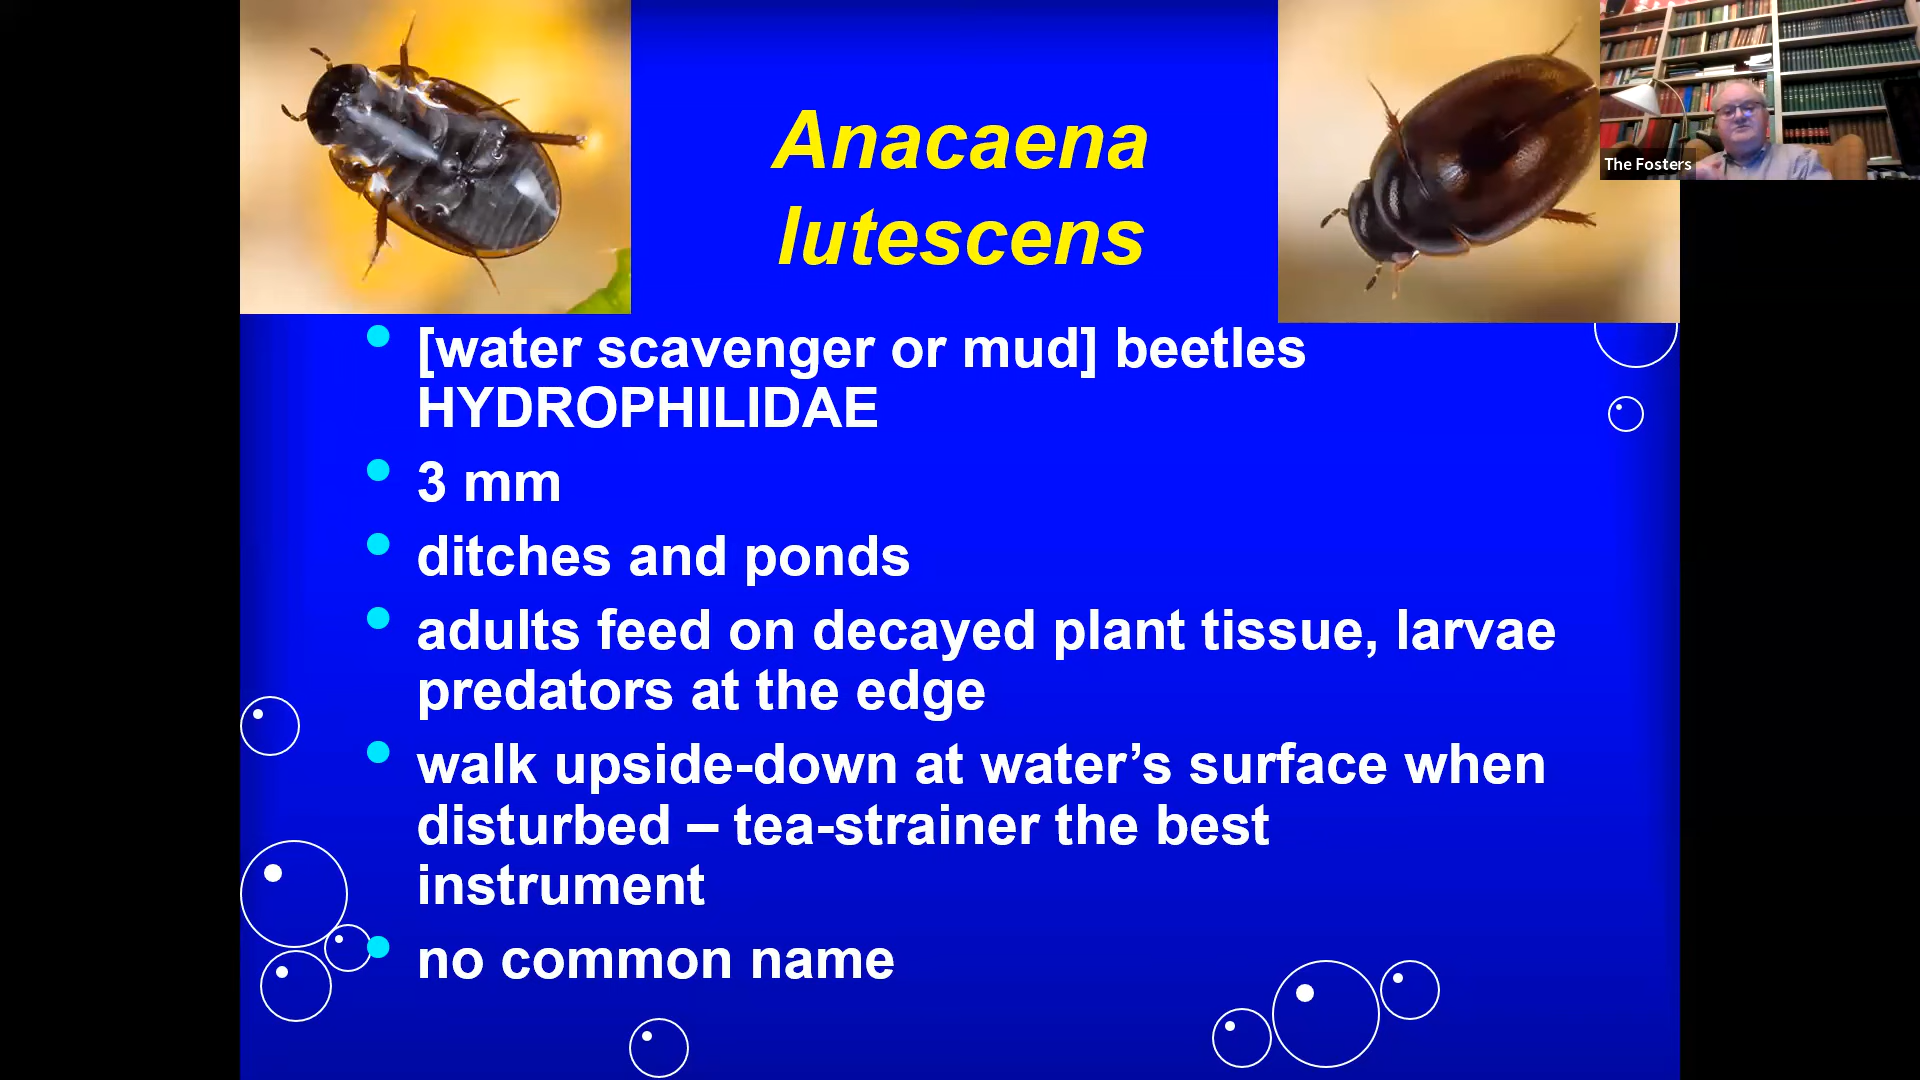 Anacaena
lutescens
The Fosters
[water scavenger or mud] beetles
HYDROPHILIDAE
3 mm
ditches and ponds
adults feed on decayed plant tissue, larvae
predators at the edge
walk upside-down at water’s surface when
disturbed – tea-strainer the best
instrument
no common name